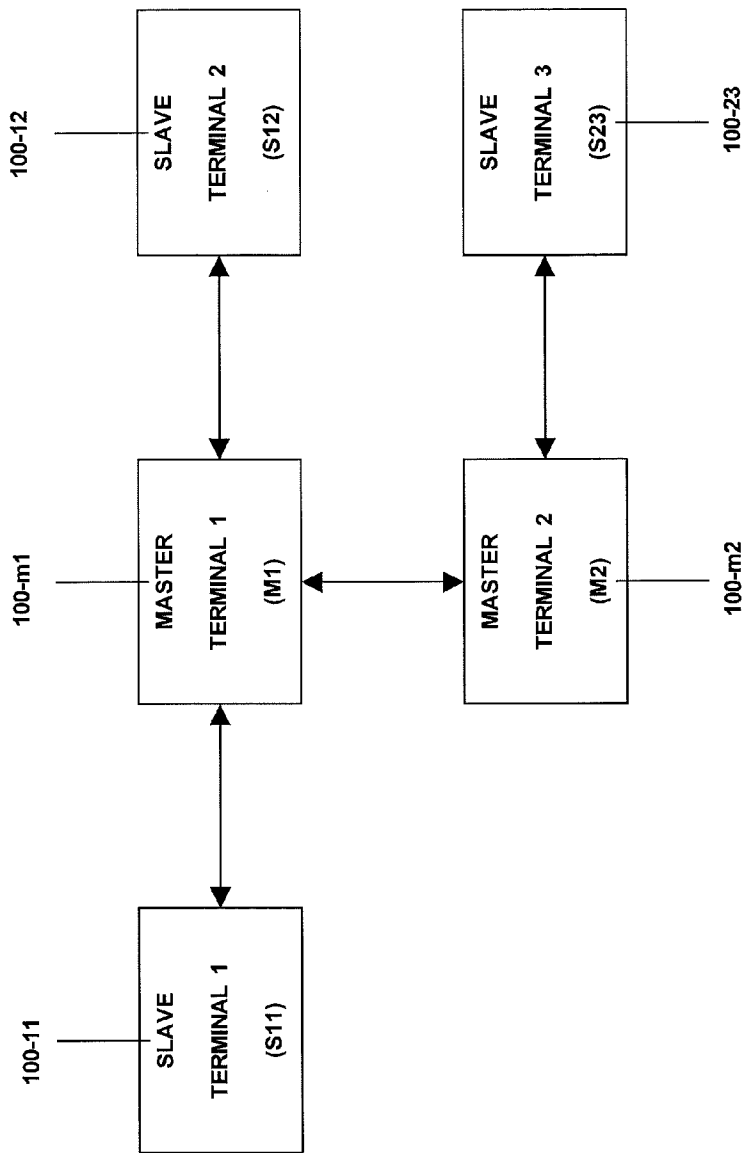 100-11
SLAVE
TERMINAL 1
(S11)
100-m1
MASTER
TERMINAL 1
(M1)
100-12
SLAVE
TERMINAL 2
(S12)
MASTER
TERMINAL 2
(M2)
100-m2
SLAVE
TERMINAL 3
(S23)
100-23